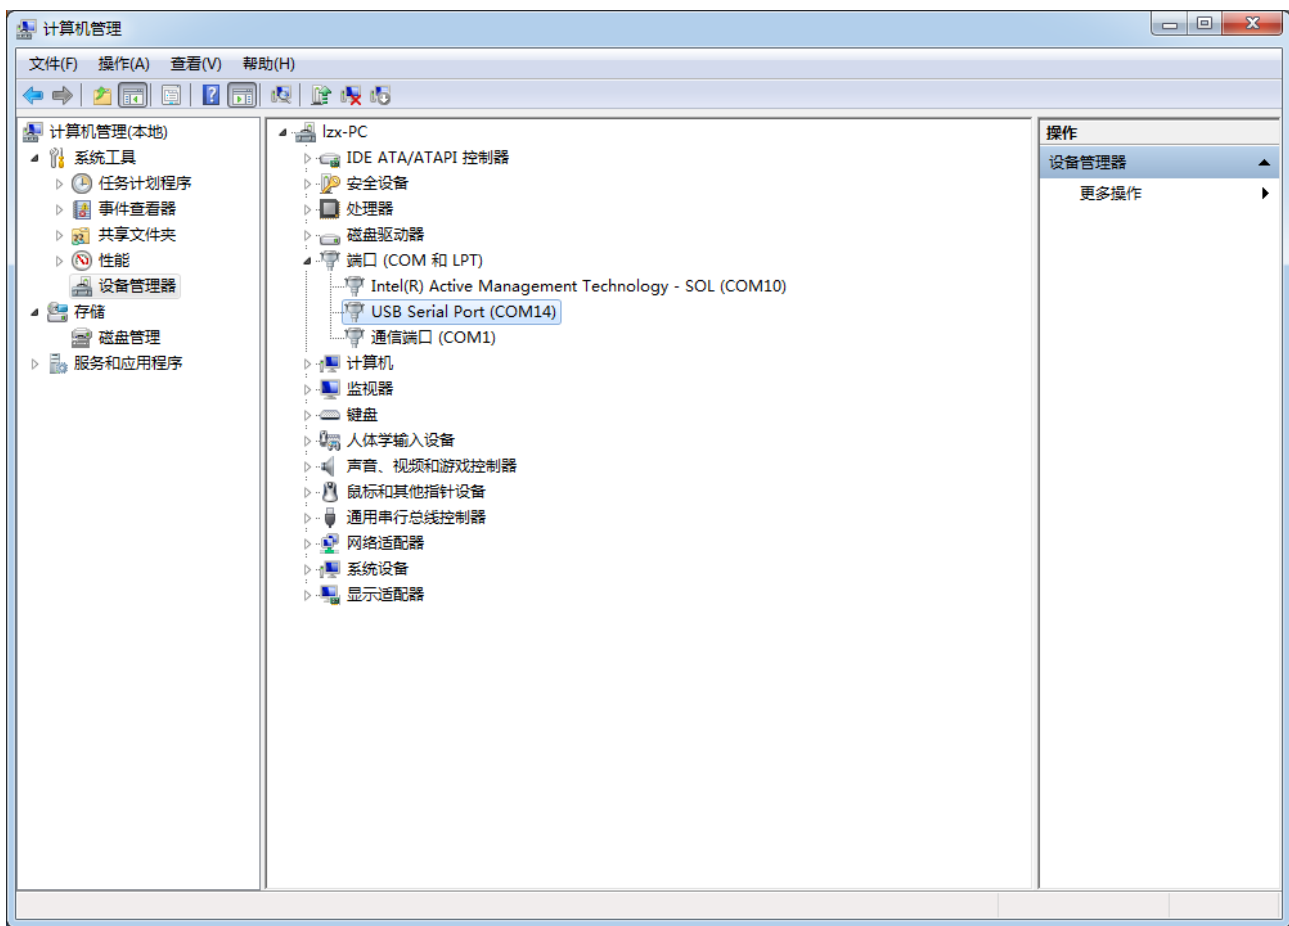 计算机管理
文件(F) 操作(A) 查看(V) 帮助(H)
计算机管理(本地)
系统工具
任务计划程序
事件查看器
共享文件夹
性能
设备管理器
存储
磁盘管理
服务和应用程序
lzx-PC
IDE ATA/ATAPI 控制器
安全设备
处理器
磁盘驱动器
端口 (COM 和 LPT)
Intel(R) Active Management Technology - SOL (COM10)
USB Serial Port (COM14)
通信端口 (COM1)
计算机
监视器
键盘
人体学输入设备
声音、视频和游戏控制器
鼠标和其他指针设备
通用串行总线控制器
网络适配器
系统设备
显示适配器
操作
设备管理器
更多操作